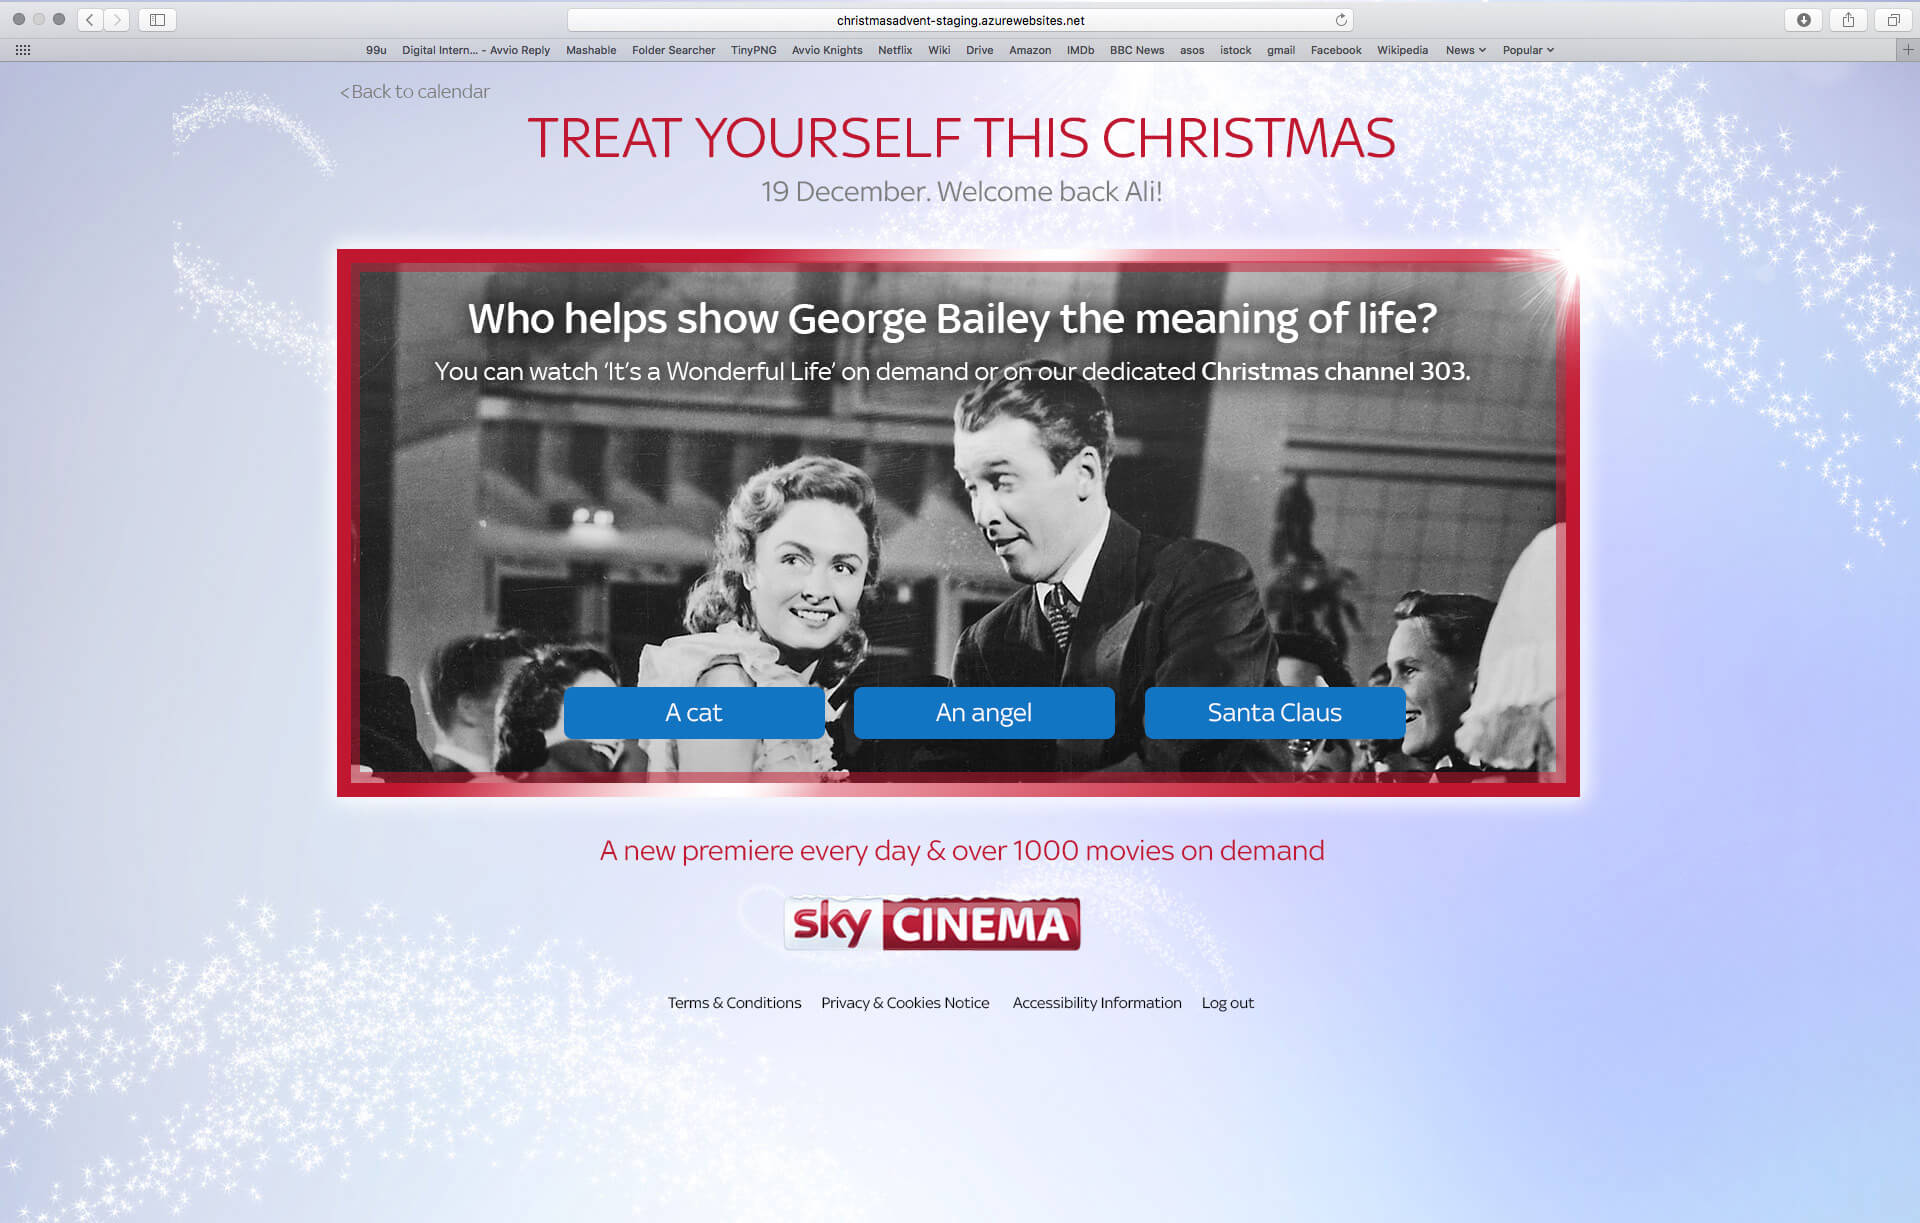 christmasadvent-staging.azurewebsites.net
99u Digital Intern... - Avvio Reply Mashable Folder Searcher TinyPNG Avvio Knights Netflix Wiki Drive Amazon IMDb BBC News asos istock gmail Facebook Wikipedia News Popular
<Back to calendar
TREAT YOURSELF THIS CHRISTMAS
19 December. Welcome back Ali!
Who helps show George Bailey the meaning of life?
You can watch ‘It’s a Wonderful Life’ on demand or on our dedicated Christmas channel 303.
A cat An angel Santa Claus
A new premiere every day & over 1000 movies on demand
sky CINEMA
Terms & Conditions Privacy & Cookies Notice Accessibility Information Log out